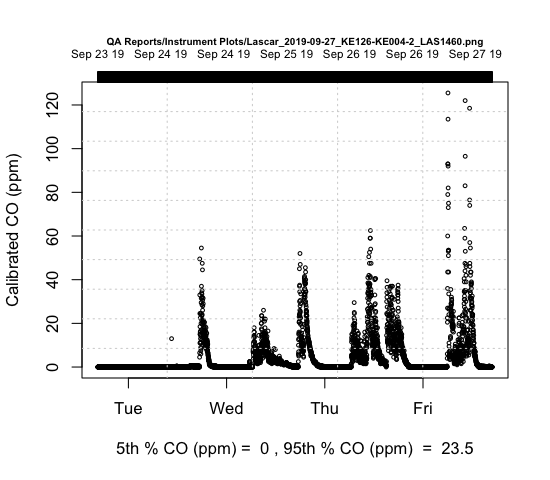 QA Reports/Instrument Plots/Lascar_2019-09-27_KE126-KE004-2_LAS1460.png
Sep 23 19 Sep 24 19 Sep 24 19 Sep 25 19 Sep 26 19 Sep 26 19 Sep 27 19
120
100
80
60
40
20
0
Calibrated CO (ppm)
Tue Wed Thu Fri
5th % CO (ppm) = 0 , 95th % CO (ppm) = 23.5